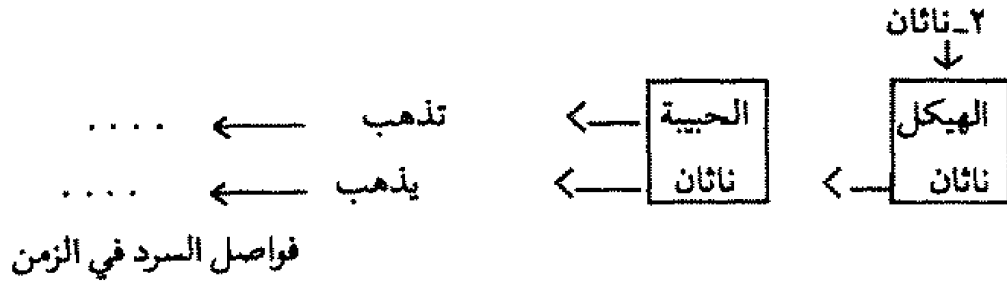 ٢_ناثان
الهيكل الحبيبة تذهب ....
ناثان ناثان يذهب ....
فواصل السرد في الزمن